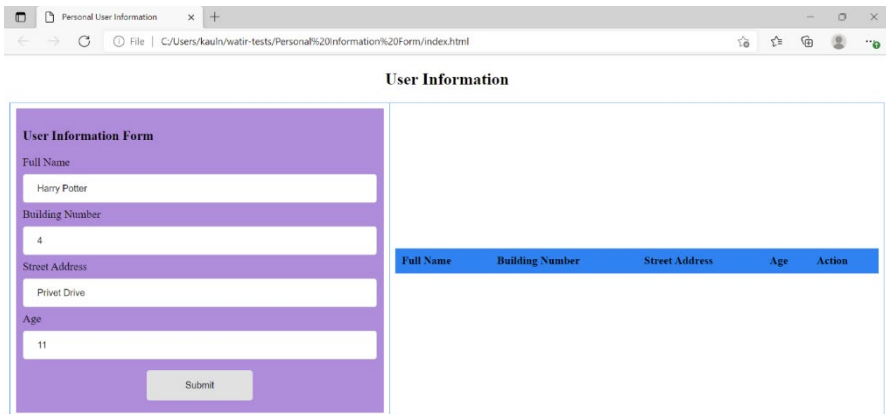 Personal User Information
File | C:/Users/kauln/watir-tests/Personal%20Information%20Form/index.html
User Information
User Information Form
Full Name
Harry Potter
Building Number
4
Street Address
Privet Drive
Age
11
Submit
Full Name Building Number Street Address Age Action